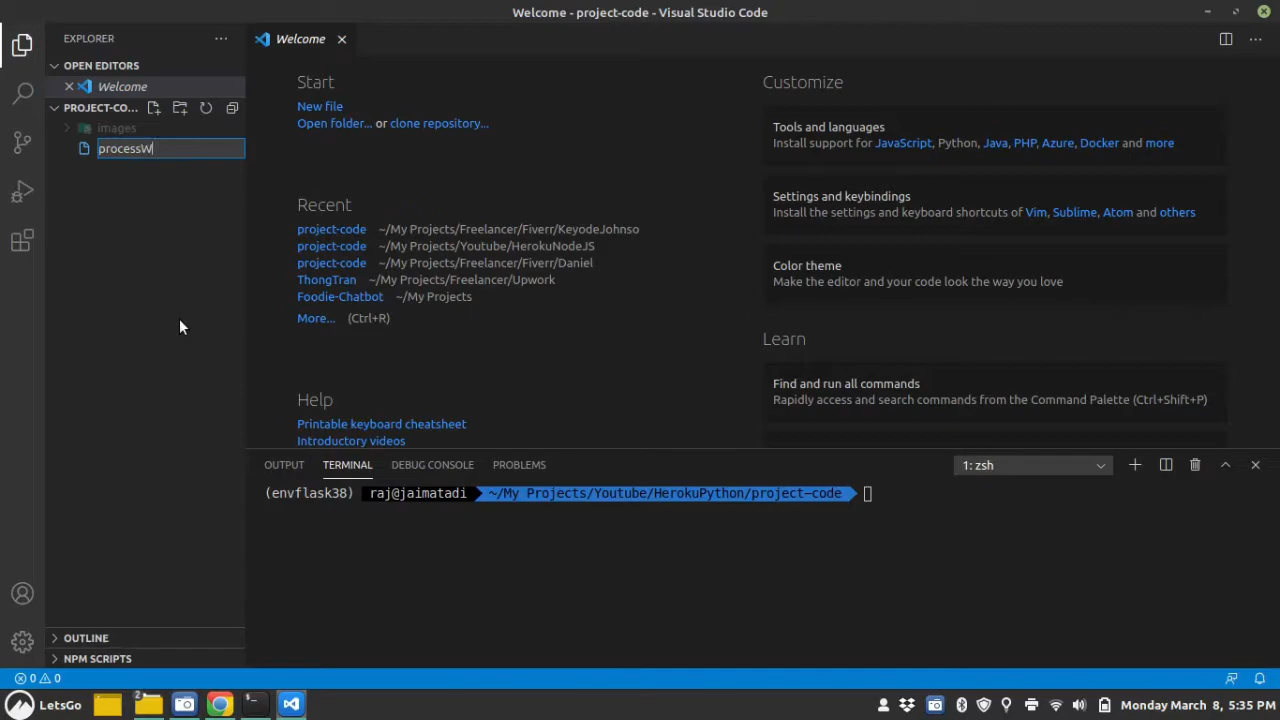 Welcome - project-code - Visual Studio Code
EXPLORER
Welcome
OPEN EDITORS
Welcome
PROJECT-CO...
images
processW
Start
New file
Open folder... or clone repository...
Recent
project-code ~/My Projects/Freelancer/Fiverr/KeyodeJohnso
project-code ~/My Projects/Youtube/HerokuNodeJS
project-code ~/My Projects/Freelancer/Fiverr/Daniel
ThongTran ~/My Projects/Freelancer/Upwork
Foodie-Chatbot ~/My Projects
More... (Ctrl+R)
Help
Printable keyboard cheatsheet
Introductory videos
Customize
Tools and languages
Install support for JavaScript, Python, Java, PHP, Azure, Docker and more
Settings and keybindings
Install the settings and keyboard shortcuts of Vim, Sublime, Atom and others
Color theme
Make the editor and your code look the way you love
Learn
Find and run all commands
Rapidly access and search commands from the Command Palette (Ctrl+Shift+P)
OUTPUT TERMINAL DEBUG CONSOLE PROBLEMS 1: zsh
(envflask38) raj@jaimatadi ~/My Projects/Youtube/HerokuPython/project-code
OUTLINE
NPM SCRIPTS
0 0
LetsGo 2 Monday March 8, 5:35 PM